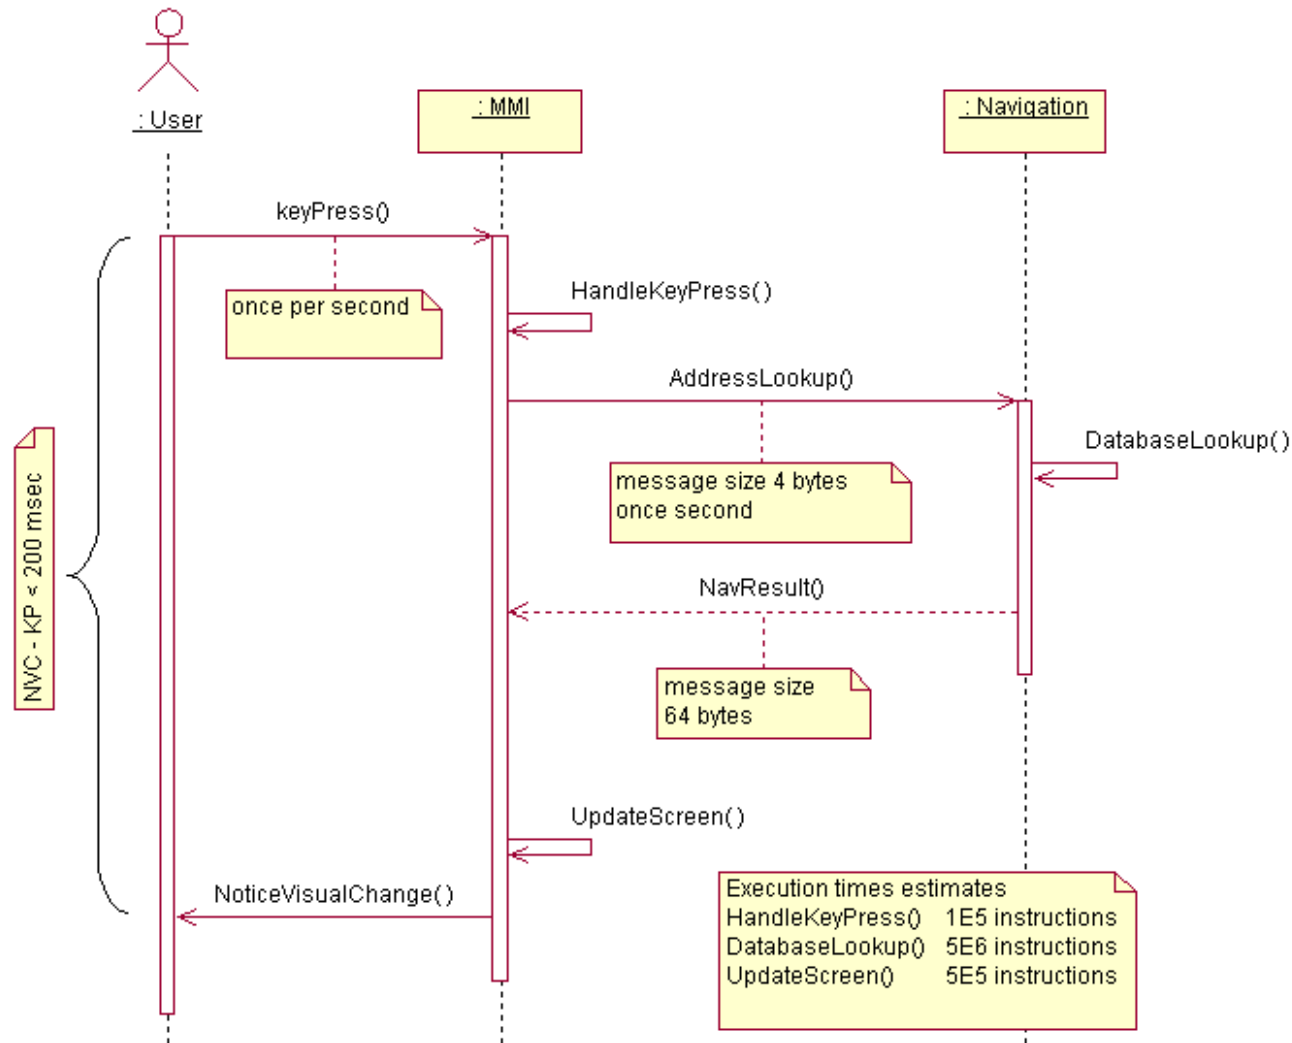 : User
: MMI
: Navigation
keyPress()
once per second
HandleKeyPress()
AddressLookup()
message size 4 bytes
once second
DatabaseLookup()
NVC - KP < 200 msec
NavResult()
message size
64 bytes
UpdateScreen()
NoticeVisualChange()
Execution times estimates
HandleKeyPress() 1E5 instructions
DatabaseLookup() 5E6 instructions
UpdateScreen() 5E5 instructions